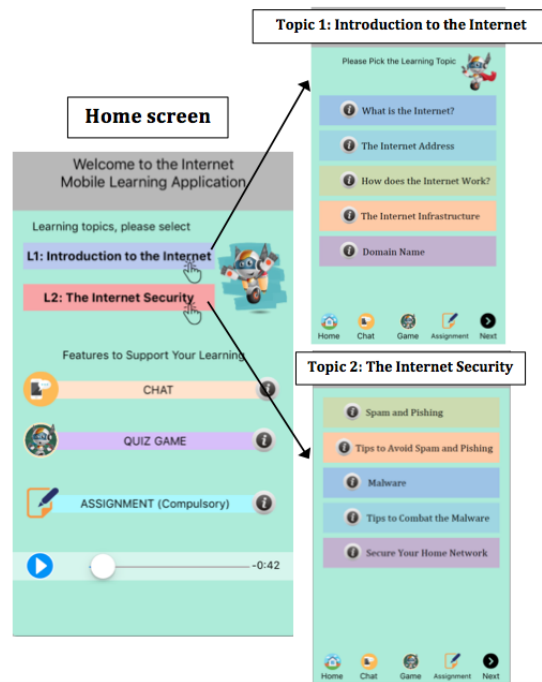 Topic 1: Introduction to the Internet
Please Pick the Learning Topic
What is the Internet?
The Internet Address
How does the Internet Work?
The Internet Infrastructure
Domain Name
Home Chat Game Assignment Next
Home screen
Welcome to the Internet
Mobile Learning Application
Learning topics, please select
L1: Introduction to the Internet
L2: The Internet Security
Features to Support Your Learning
CHAT
QUIZ GAME
ASSIGNMENT (Compulsory)
-0:42
Topic 2: The Internet Security
Spam and Pishing
Tips to Avoid Spam and Pishing
Malware
Tips to Combat the Malware
Secure Your Home Network
Home Chat Game Assignment Next